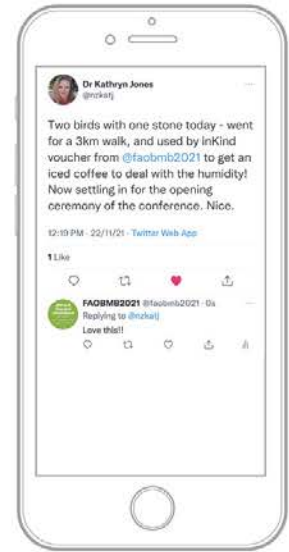 Dr Kathryn Jones
@nzkatj
Two birds with one stone today - went
for a 3km walk, and used by inKind
voucher from @faobmb2021 to get an
iced coffee to deal with the humidity!
Now settling in for the opening
ceremony of the conference. Nice.
12:19 PM · 22/11/21 · Twitter Web App
1 Like
FAOBMB2021 @faobmb2021 · 0s
Replying to @nzkatj
Love this!!